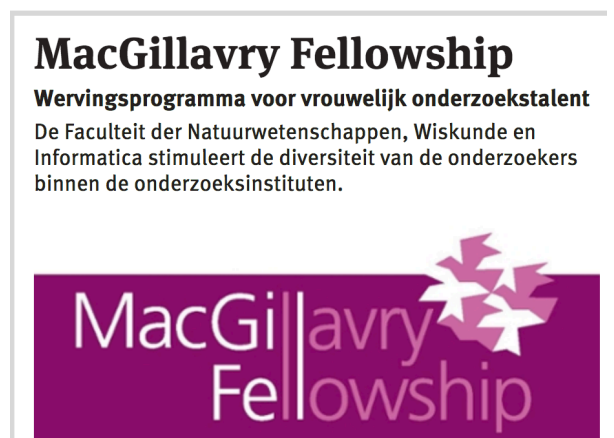 MacGillavry Fellowship
Wervingsprogramma voor vrouwelijk onderzoekstalent
De Faculteit der Natuurwetenschappen, Wiskunde en
Informatica stimuleert de diversiteit van de onderzoekers
binnen de onderzoeksinstituten.
MacGillavry
Fellowship